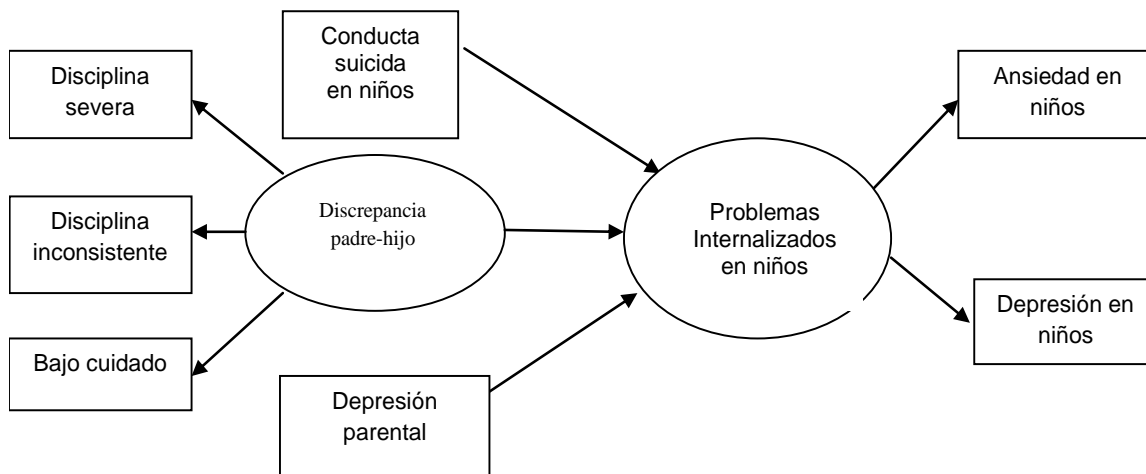 Conducta
suicida
en niños
Disciplina
severa
Ansiedad en
niños
Disciplina
inconsistente
Discrepancia
padre-hijo
Problemas
Internalizados
en niños
Bajo cuidado
Depresión en
niños
Depresión
parental